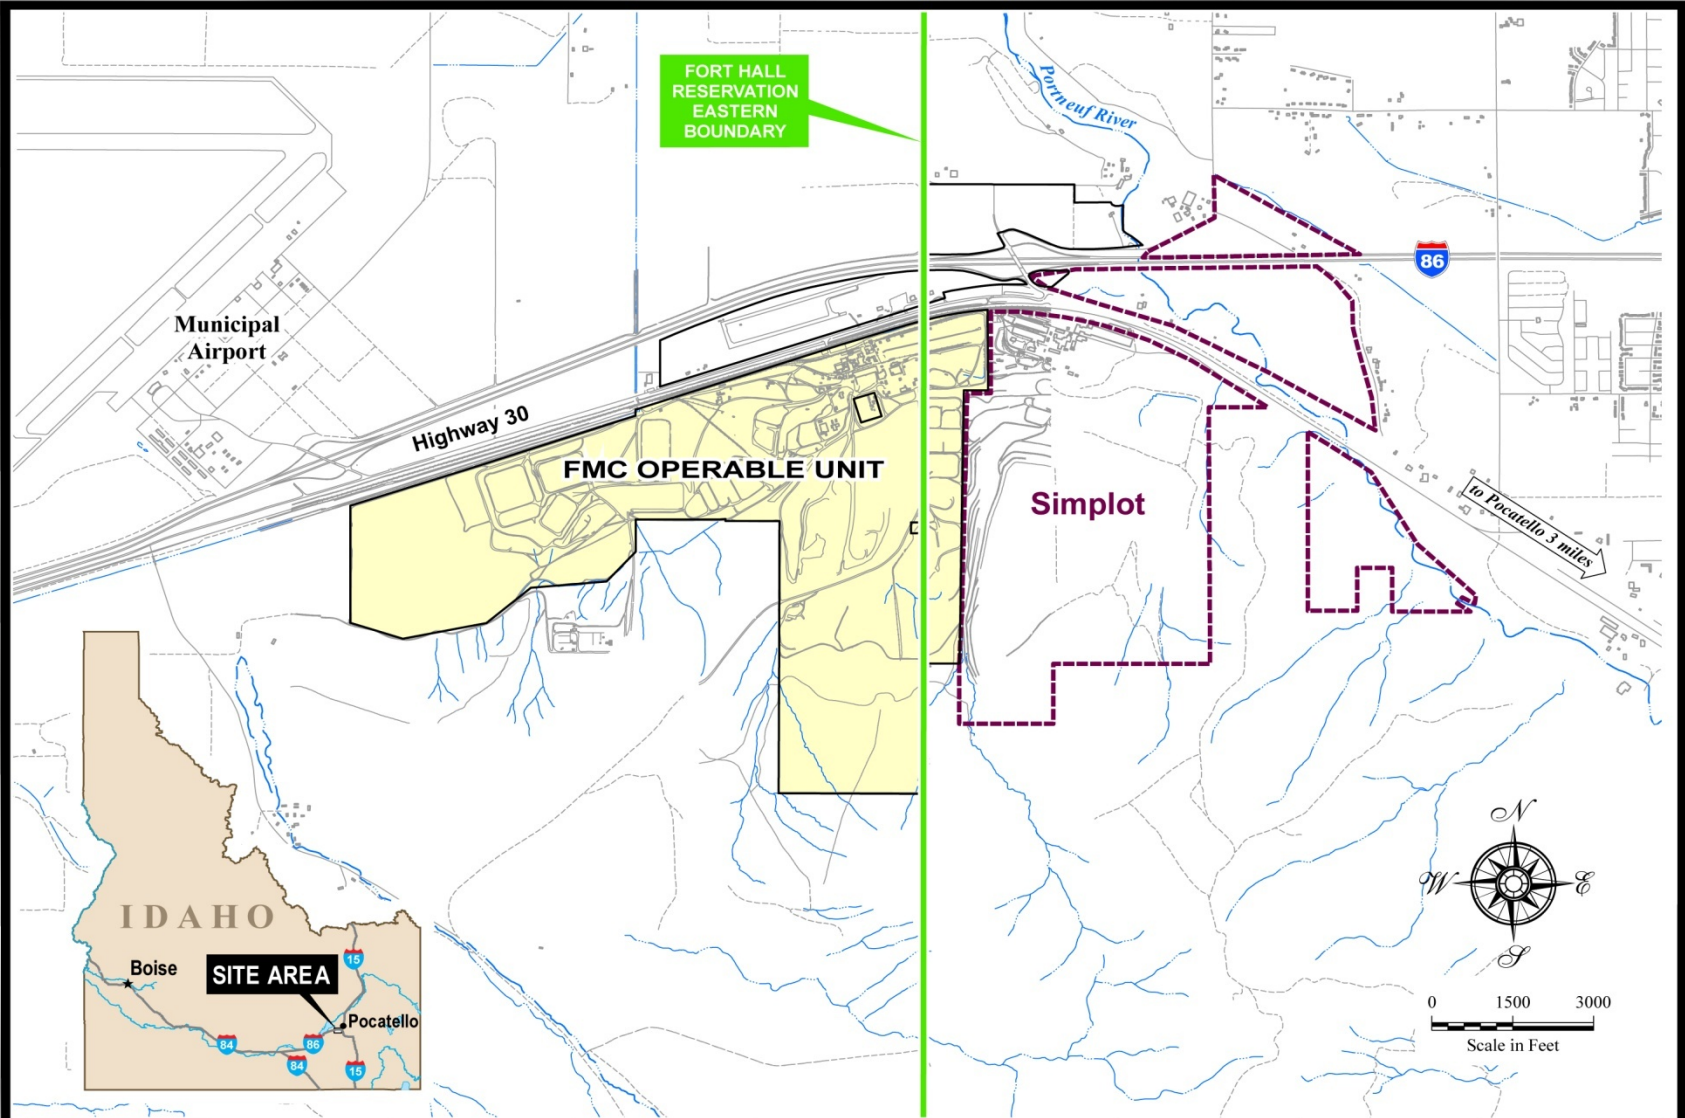 FORT HALL
RESERVATION
EASTERN
BOUNDARY
Portneuf River
86
Municipal
Airport
Highway 30
FMC OPERABLE UNIT
Simplot
to Pocatello 3 miles
IDAHO
Boise
SITE AREA
15
Pocatello
84
86
84
15
N
W
E
S
0 1500 3000
Scale in Feet